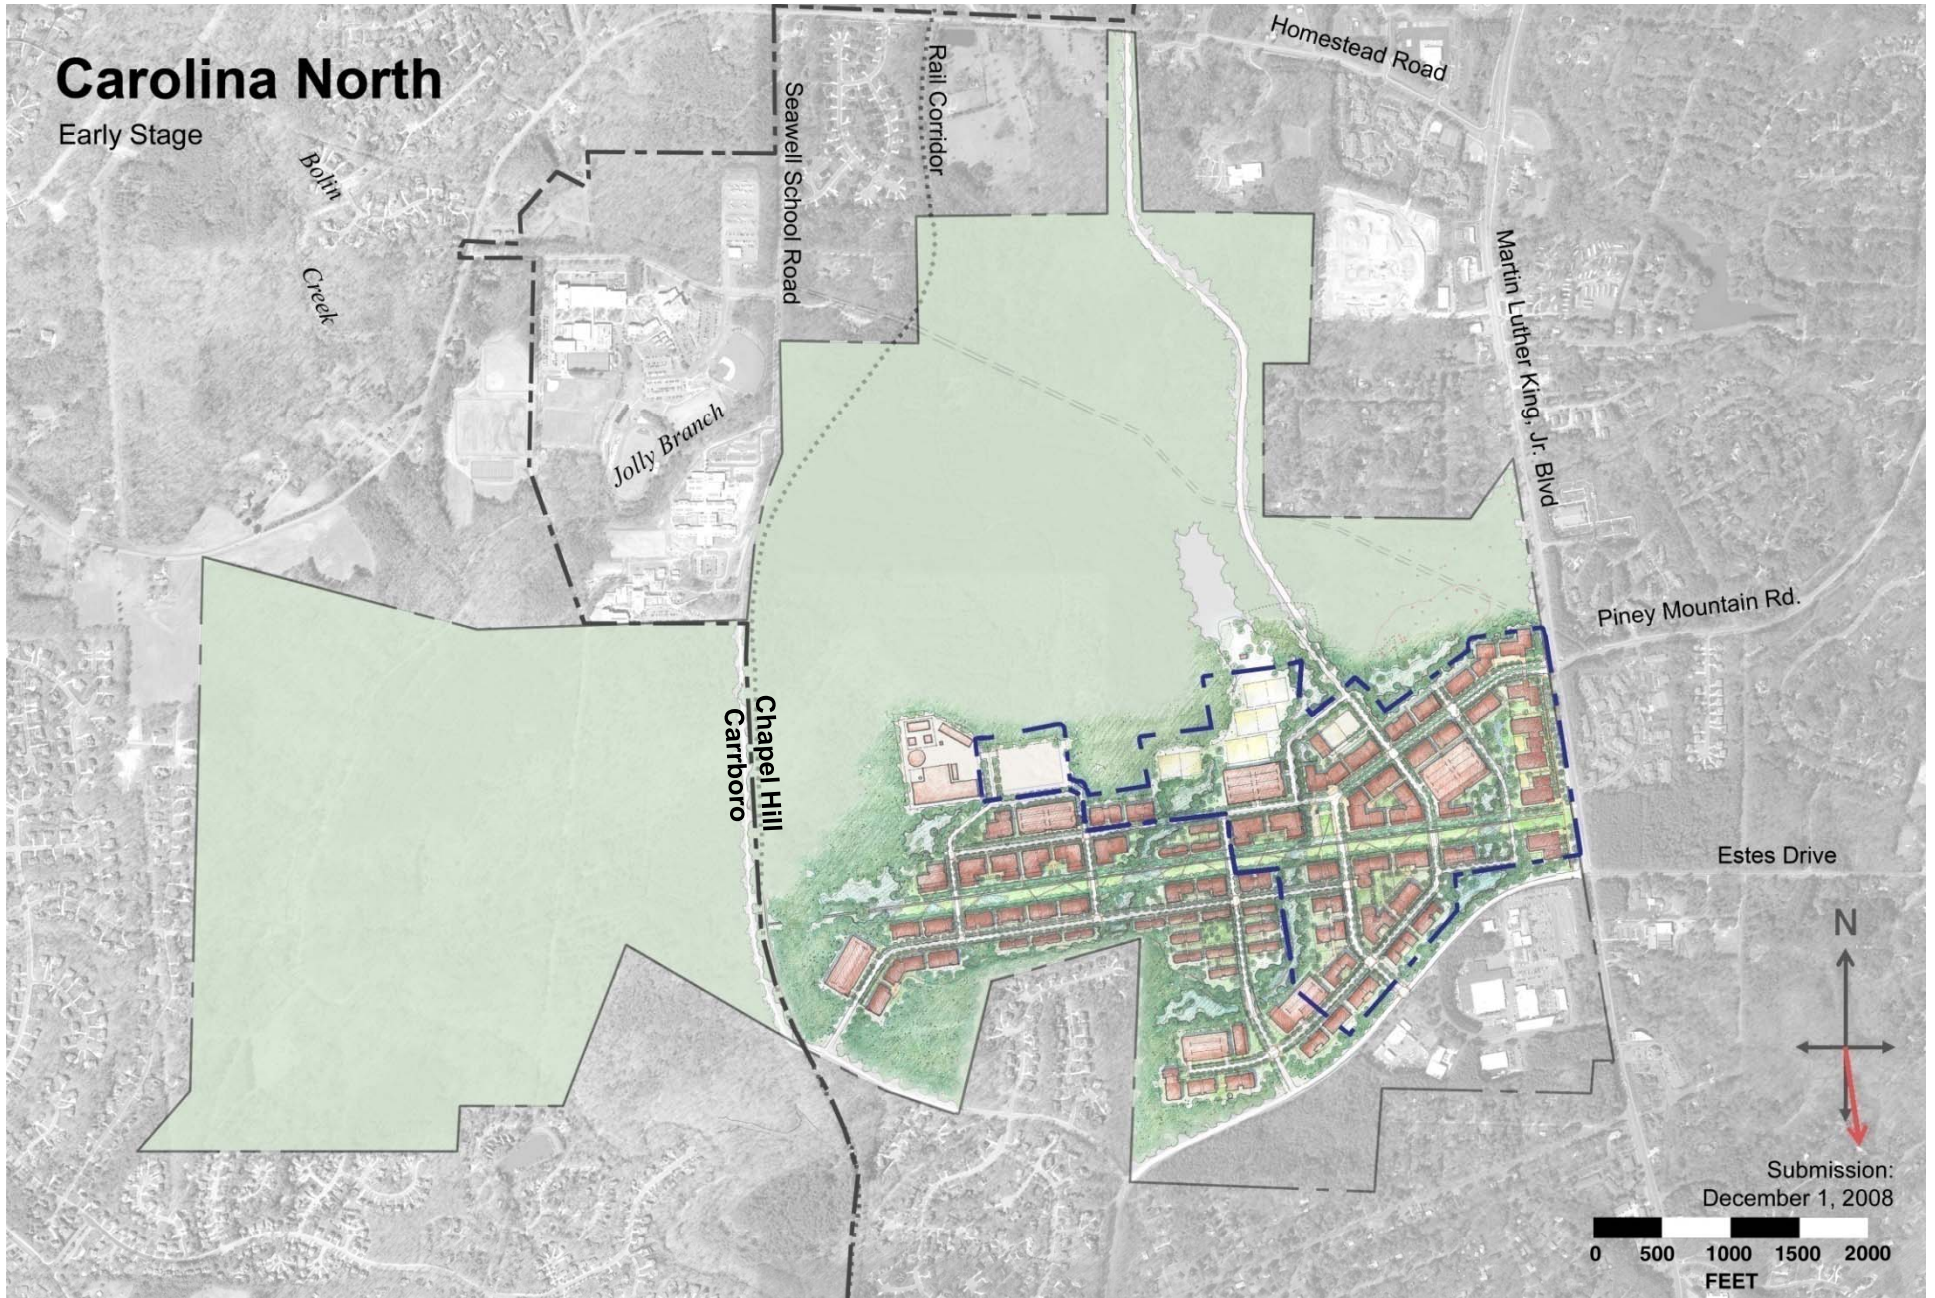 Carolina North
Early Stage
Homestead Road
Rail Corridor
Seawell School Road
Bolin
Creek
Jolly Branch
Martin Luther King, Jr. Blvd
Piney Mountain Rd.
Chapel Hill
Carrboro
Estes Drive
N
Submission:
December 1, 2008
0 500 1000 1500 2000
FEET